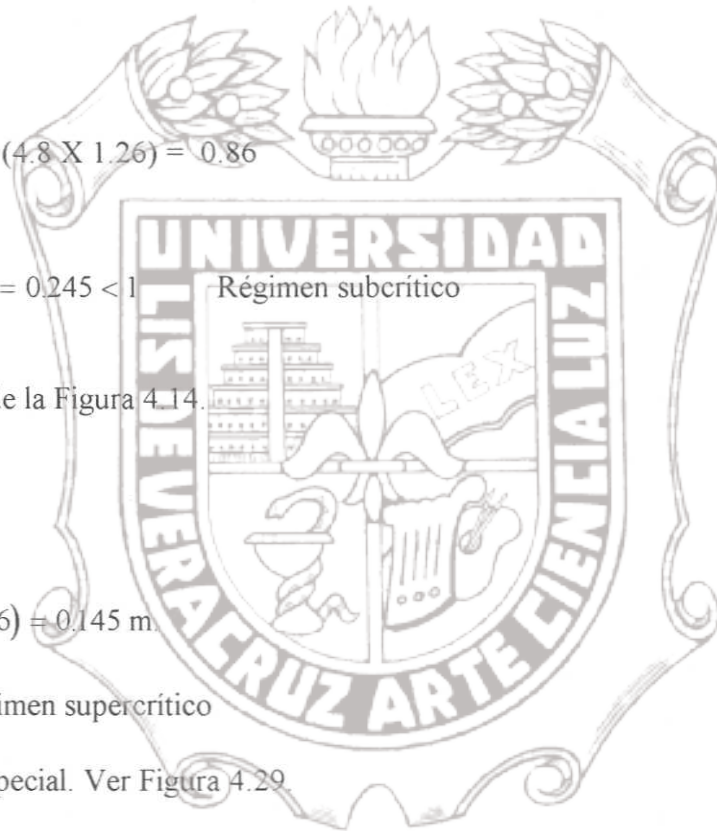 (4.8 X 1.26) = 0.86
= 0.245 < 1 Régimen subcrítico
de la Figura 4.14.
6) = 0.145 m.
imen supercrítico
pecial. Ver Figura 4.29.
UNIVERSIDAD
LIS DE VERACRUZ ARTE CIENCIA LUZ
LEX